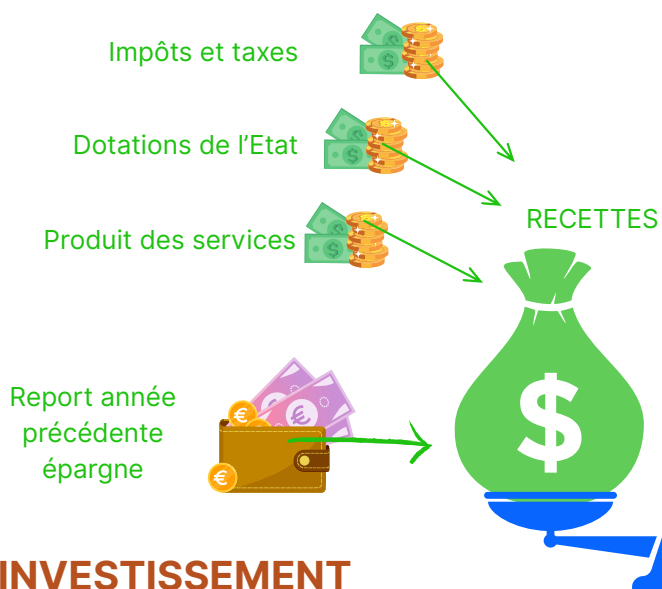 Impôts et taxes
Dotations de l'Etat
RECETTES
Produit des services
Report année
précédente
épargne
INVESTISSEMENT